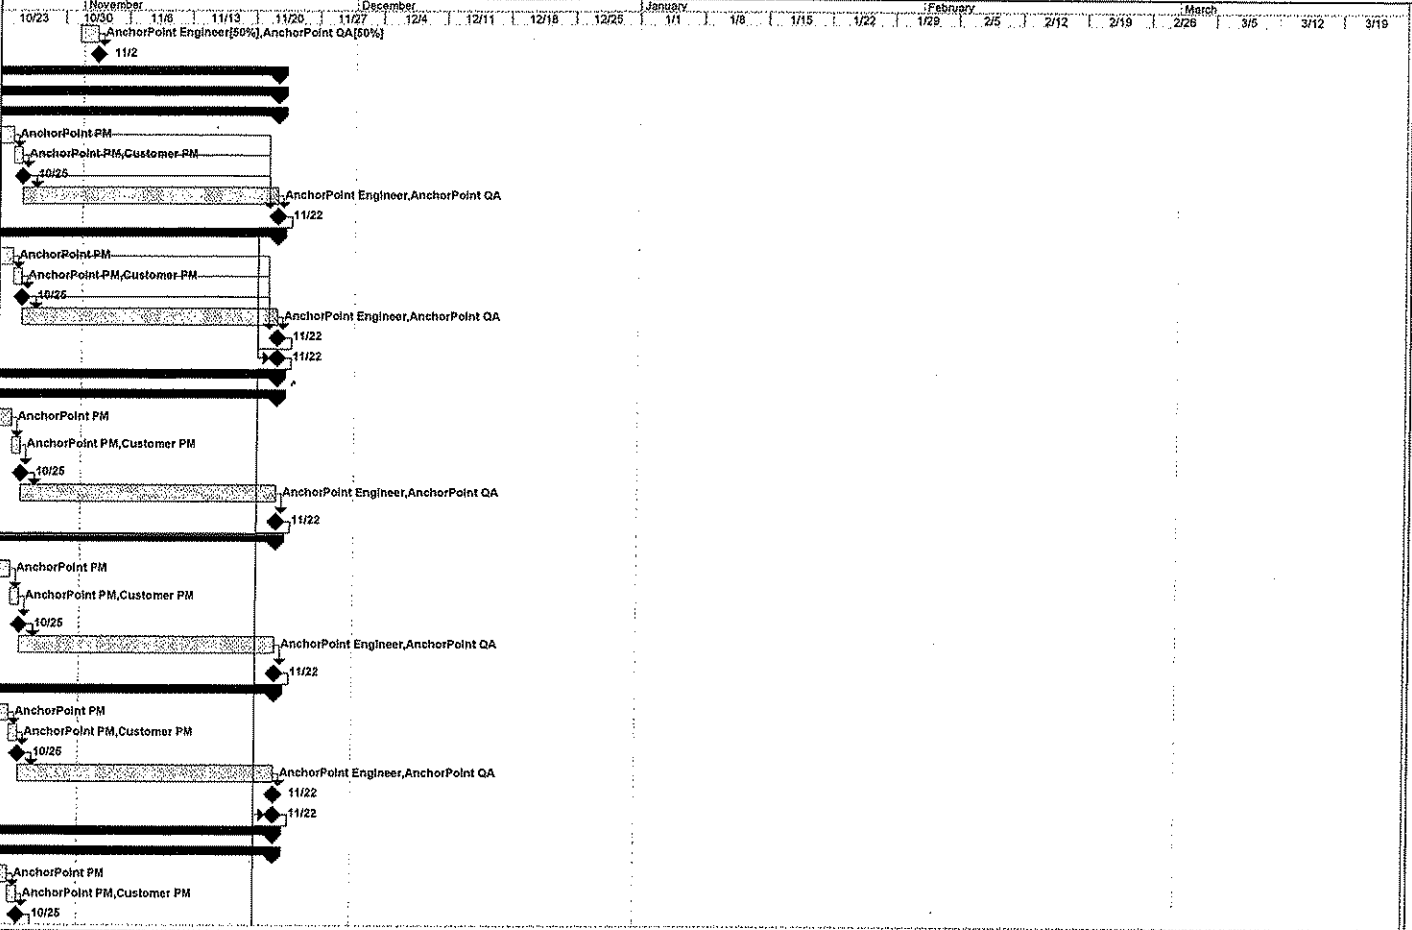 November December January February March
10/23 10/30 11/6 11/13 11/20 11/27 12/4 12/11 12/18 12/25 1/1 1/8 1/15 1/22 1/29 2/5 2/12 2/19 2/26 3/5 3/12 3/19
AnchorPoint Engineer[50%],AnchorPoint QA[50%]
11/2
AnchorPoint PM
AnchorPoint PM,Customer PM
10/25
AnchorPoint Engineer,AnchorPoint QA
11/22
AnchorPoint PM
AnchorPoint PM,Customer PM
10/25
AnchorPoint Engineer,AnchorPoint QA
11/22
11/22
AnchorPoint PM
AnchorPoint PM,Customer PM
10/25
AnchorPoint Engineer,AnchorPoint QA
11/22
AnchorPoint PM
AnchorPoint PM,Customer PM
10/25
AnchorPoint Engineer,AnchorPoint QA
11/22
AnchorPoint PM
AnchorPoint PM,Customer PM
10/25
AnchorPoint Engineer,AnchorPoint QA
11/22
11/22
AnchorPoint PM
AnchorPoint PM,Customer PM
10/25